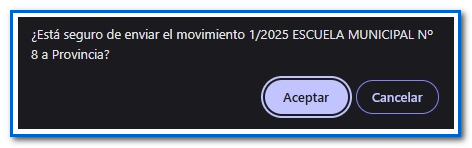 ¿Está seguro de enviar el movimiento 1/2025 ESCUELA MUNICIPAL Nº
8 a Provincia?
Aceptar Cancelar